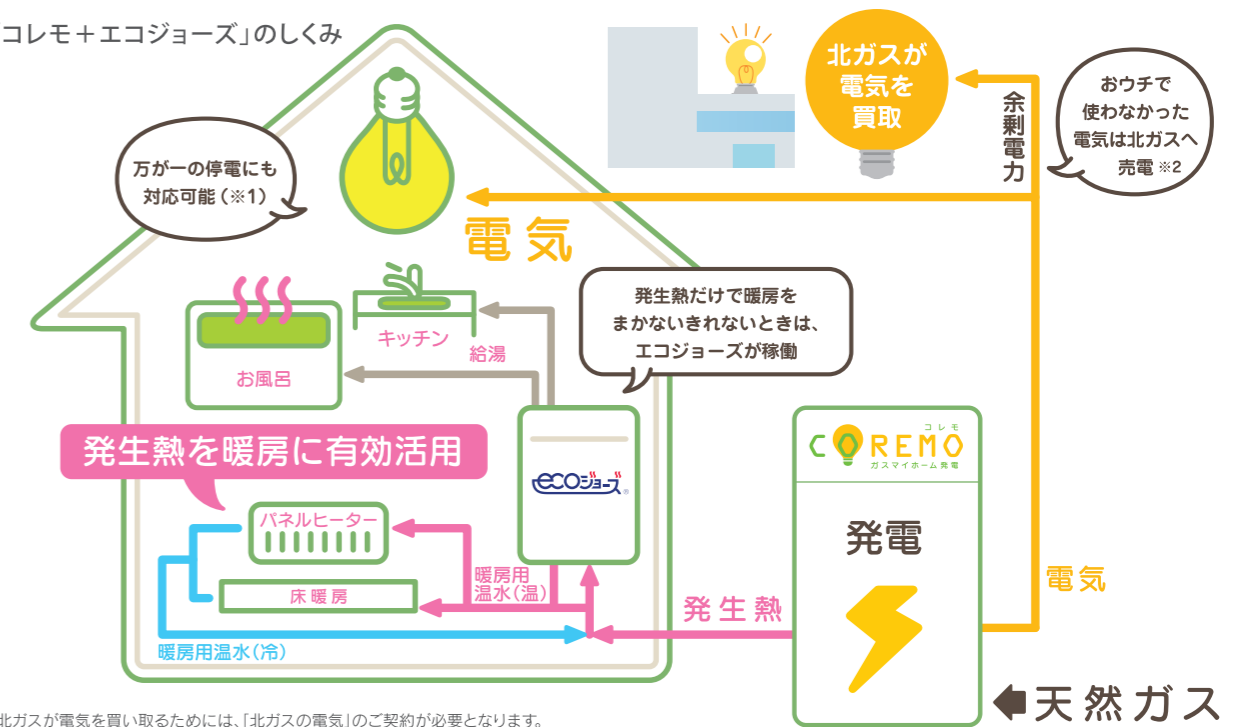 コレモ＋エコジョーズ」のしくみ
万が一の停電にも
対応可能（※1）
電気
北ガスが
電気を
買取
余剰電力
おウチで
使わなかった
電気は北ガスへ
売電 ※2
発生熱だけで暖房を
まかないきれないときは、
エコジョーズが稼働
キッチン
給湯
お風呂
発生熱を暖房に有効活用
ecoジョーズ®
パネルヒーター
暖房用
温水（温）
床暖房
暖房用温水（冷）
発生熱
コレモ
COREMO
ガスマイホーム発電
発電
電気
天然ガス
北ガスが電気を買い取るためには、「北ガスの電気」のご契約が必要となります。